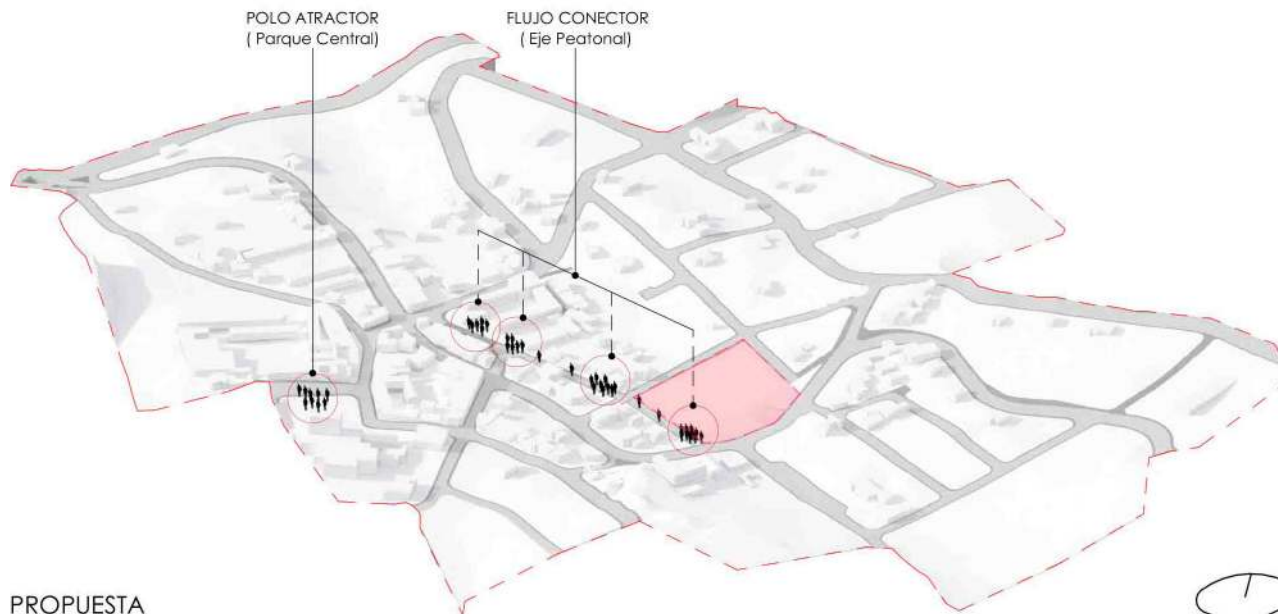 POLO ATRACTOR
( Parque Central)
FLUJO CONECTOR
( Eje Peatonal)
PROPUESTA